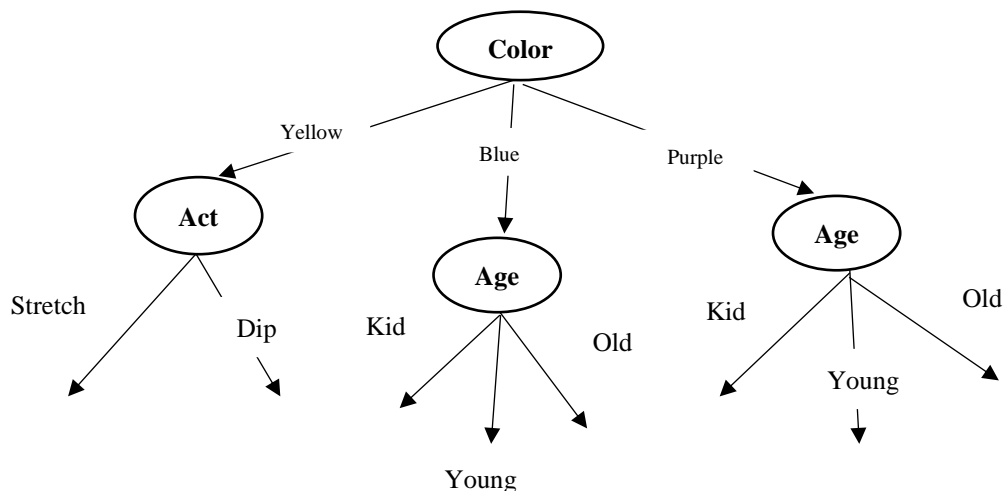 Color
Yellow
Blue
Purple
Act
Age
Age
Stretch
Dip
Kid
Old
Kid
Old
Young
Young